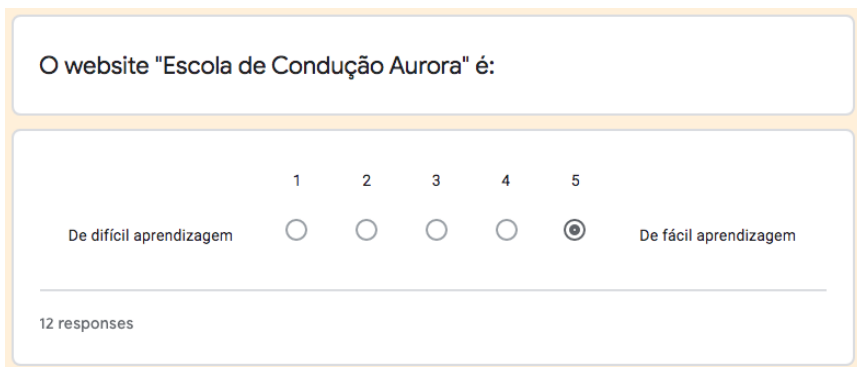 O website "Escola de Condução Aurora" é:
1 2 3 4 5
De difícil aprendizagem De fácil aprendizagem
12 responses